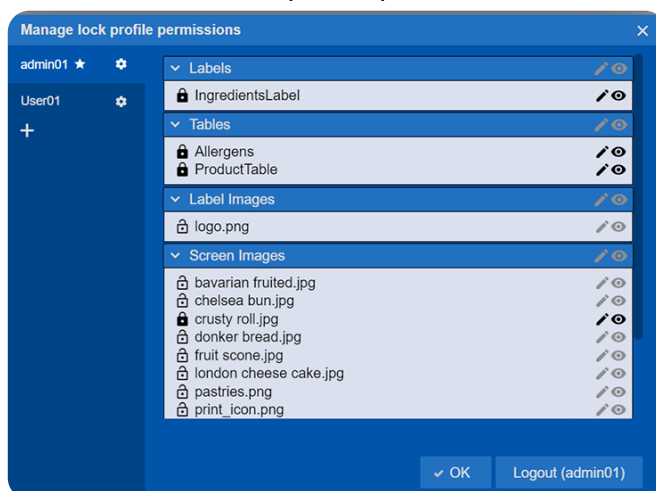 Manage lock profile permissions
admin01
User01
Labels
IngredientsLabel
Tables
Allergens
ProductTable
Label Images
logo.png
Screen Images
bavarian fruited.jpg
chelsea bun.jpg
crusty roll.jpg
donker bread.jpg
fruit scone.jpg
london cheese cake.jpg
pastries.png
print_icon.png
OK
Logout (admin01)